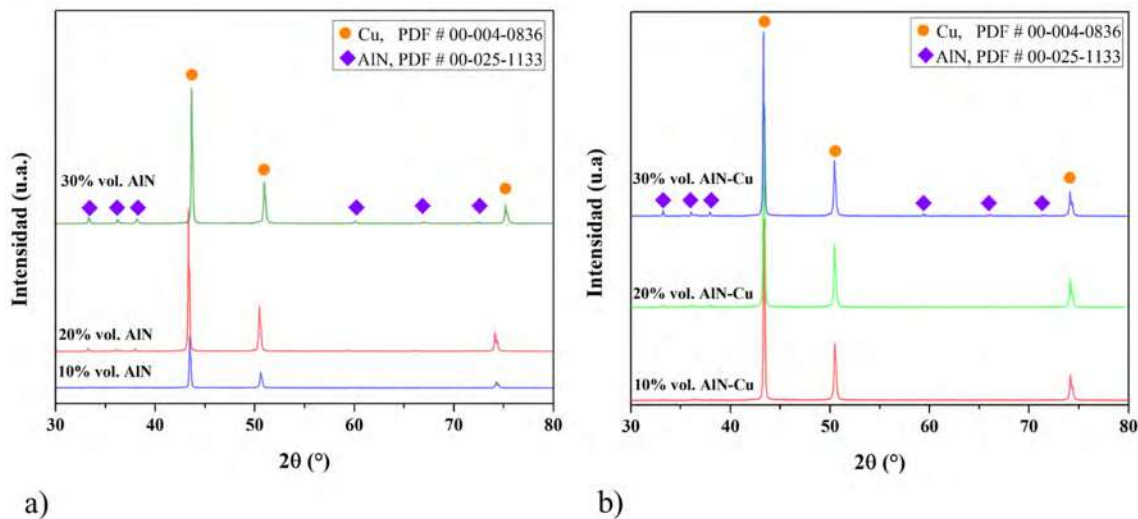 Cu, PDF # 00-004-0836
AlN, PDF # 00-025-1133
Intensidad (u.a.)
30% vol. AlN
20% vol. AlN
10% vol. AlN
30 40 50 60 70 80
2θ (°)
a)
Cu, PDF # 00-004-0836
AlN, PDF # 00-025-1133
Intensidad (u.a)
30% vol. AlN-Cu
20% vol. AlN-Cu
10% vol. AlN-Cu
30 40 50 60 70 80
2θ (°)
b)